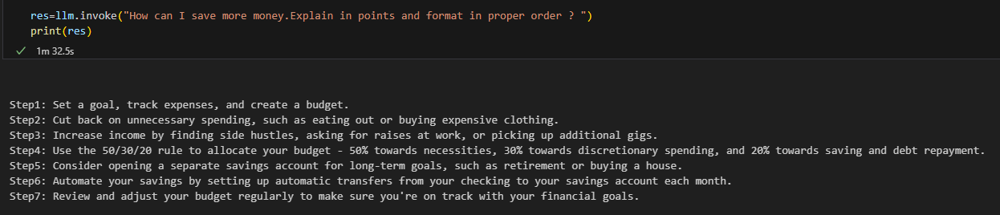 res=llm.invoke("How can I save more money.Explain in points and format in proper order ? ")
print(res)
1m 32.5s
Step1: Set a goal, track expenses, and create a budget.
Step2: Cut back on unnecessary spending, such as eating out or buying expensive clothing.
Step3: Increase income by finding side hustles, asking for raises at work, or picking up additional gigs.
Step4: Use the 50/30/20 rule to allocate your budget - 50% towards necessities, 30% towards discretionary spending, and 20% towards saving and debt repayment.
Step5: Consider opening a separate savings account for long-term goals, such as retirement or buying a house.
Step6: Automate your savings by setting up automatic transfers from your checking to your savings account each month.
Step7: Review and adjust your budget regularly to make sure you're on track with your financial goals.